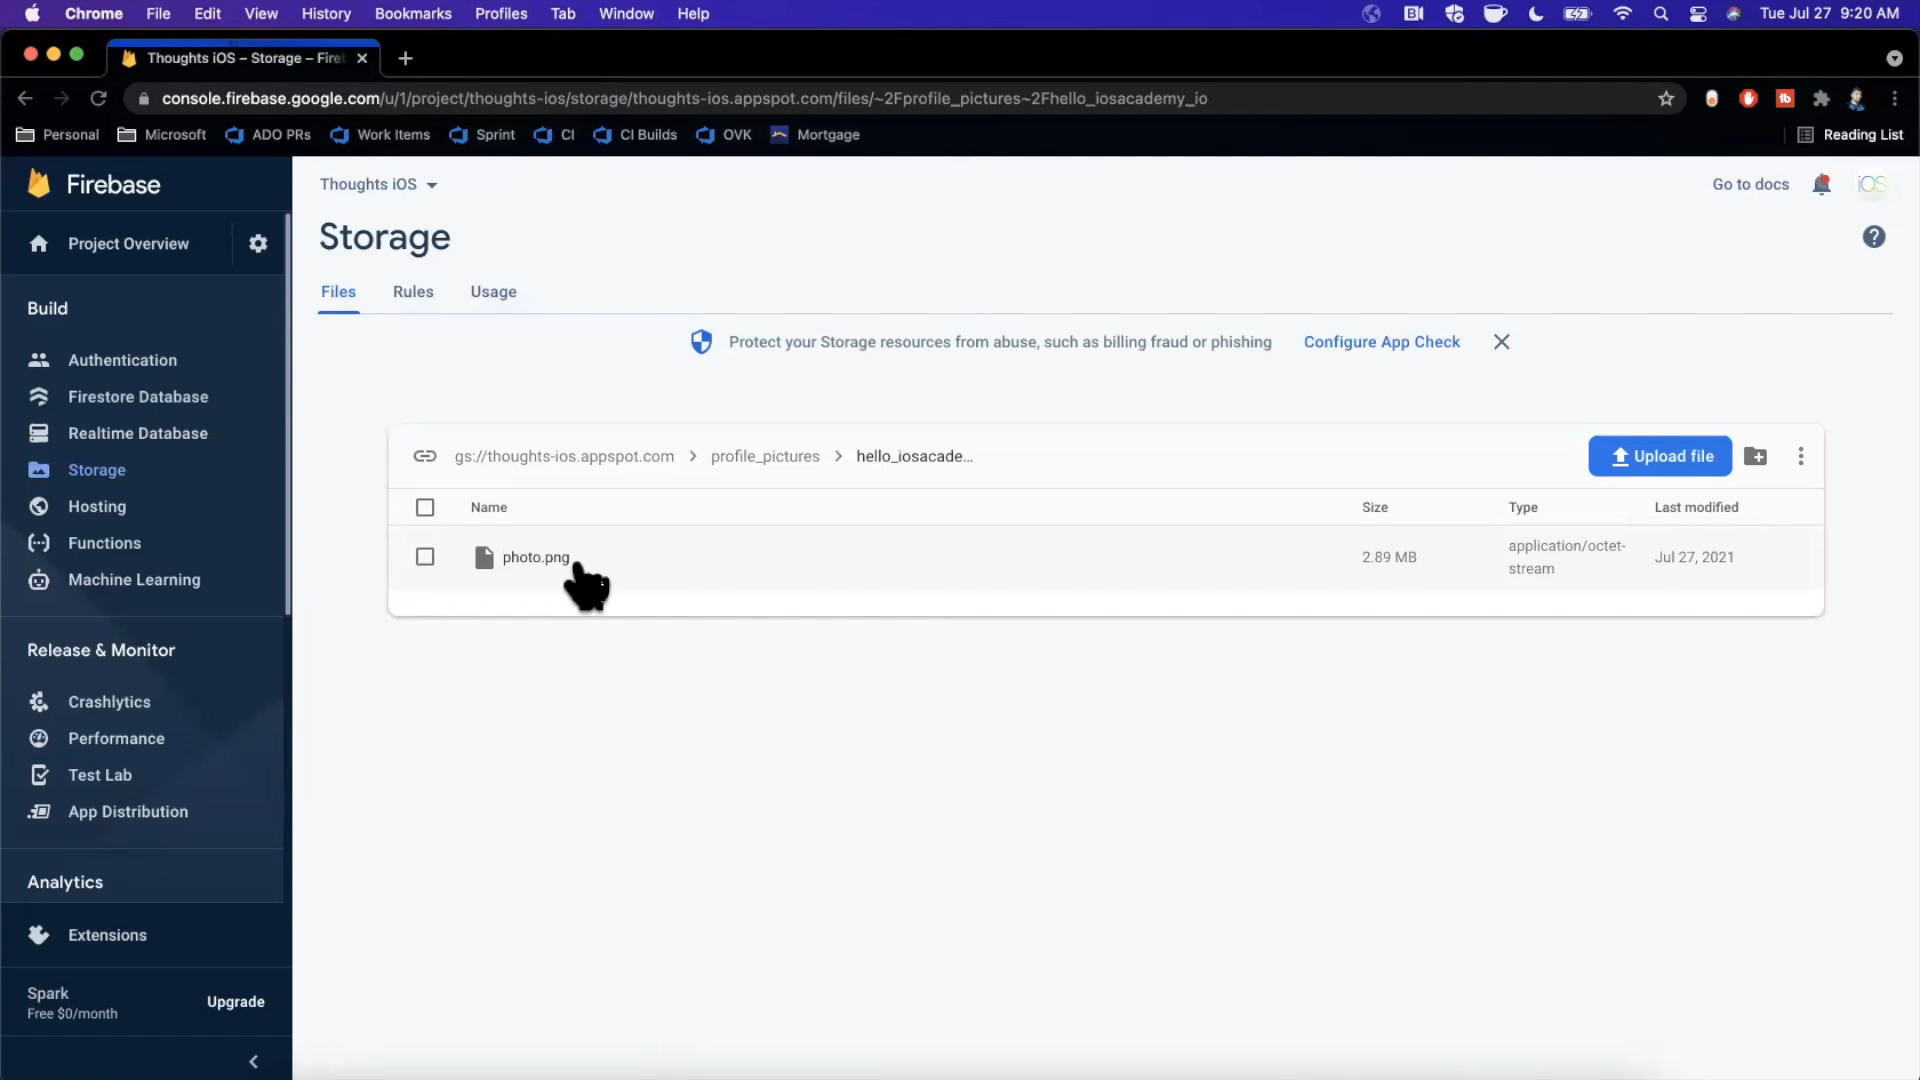 Chrome File Edit View History Bookmarks Profiles Tab Window Help Tue Jul 27 9:20 AM
Thoughts iOS – Storage – Fire
console.firebase.google.com/u/1/project/thoughts-ios/storage/thoughts-ios.appspot.com/files/~2Fprofile_pictures~2Fhello_iosacademy_io
Personal Microsoft ADO PRs Work Items Sprint CI CI Builds OVK Mortgage Reading List
Firebase
Project Overview
Build
Authentication
Firestore Database
Realtime Database
Storage
Hosting
Functions
Machine Learning
Release & Monitor
Crashlytics
Performance
Test Lab
App Distribution
Analytics
Extensions
Spark
Free $0/month
Upgrade
Thoughts iOS
Go to docs
iOS
Storage
Files Rules Usage
Protect your Storage resources from abuse, such as billing fraud or phishing Configure App Check
gs://thoughts-ios.appspot.com > profile_pictures > hello_iosacade...
Upload file
Name Size Type Last modified
photo.png 2.89 MB application/octet-
stream Jul 27, 2021